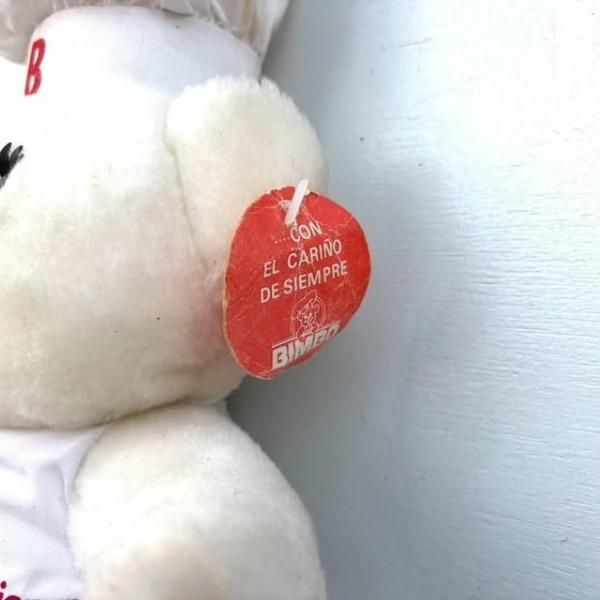 B
....CON
EL CARIÑO
DE SIEMPRE
BIMBO